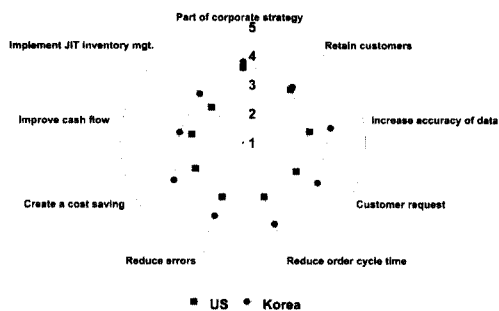 Part of corporate strategy
5
Implement JIT inventory mgt.
Retain customers
4
3
Improve cash flow
Increase accuracy of data
2
1
Create a cost saving
Customer request
Reduce errors
Reduce order cycle time
US
Korea